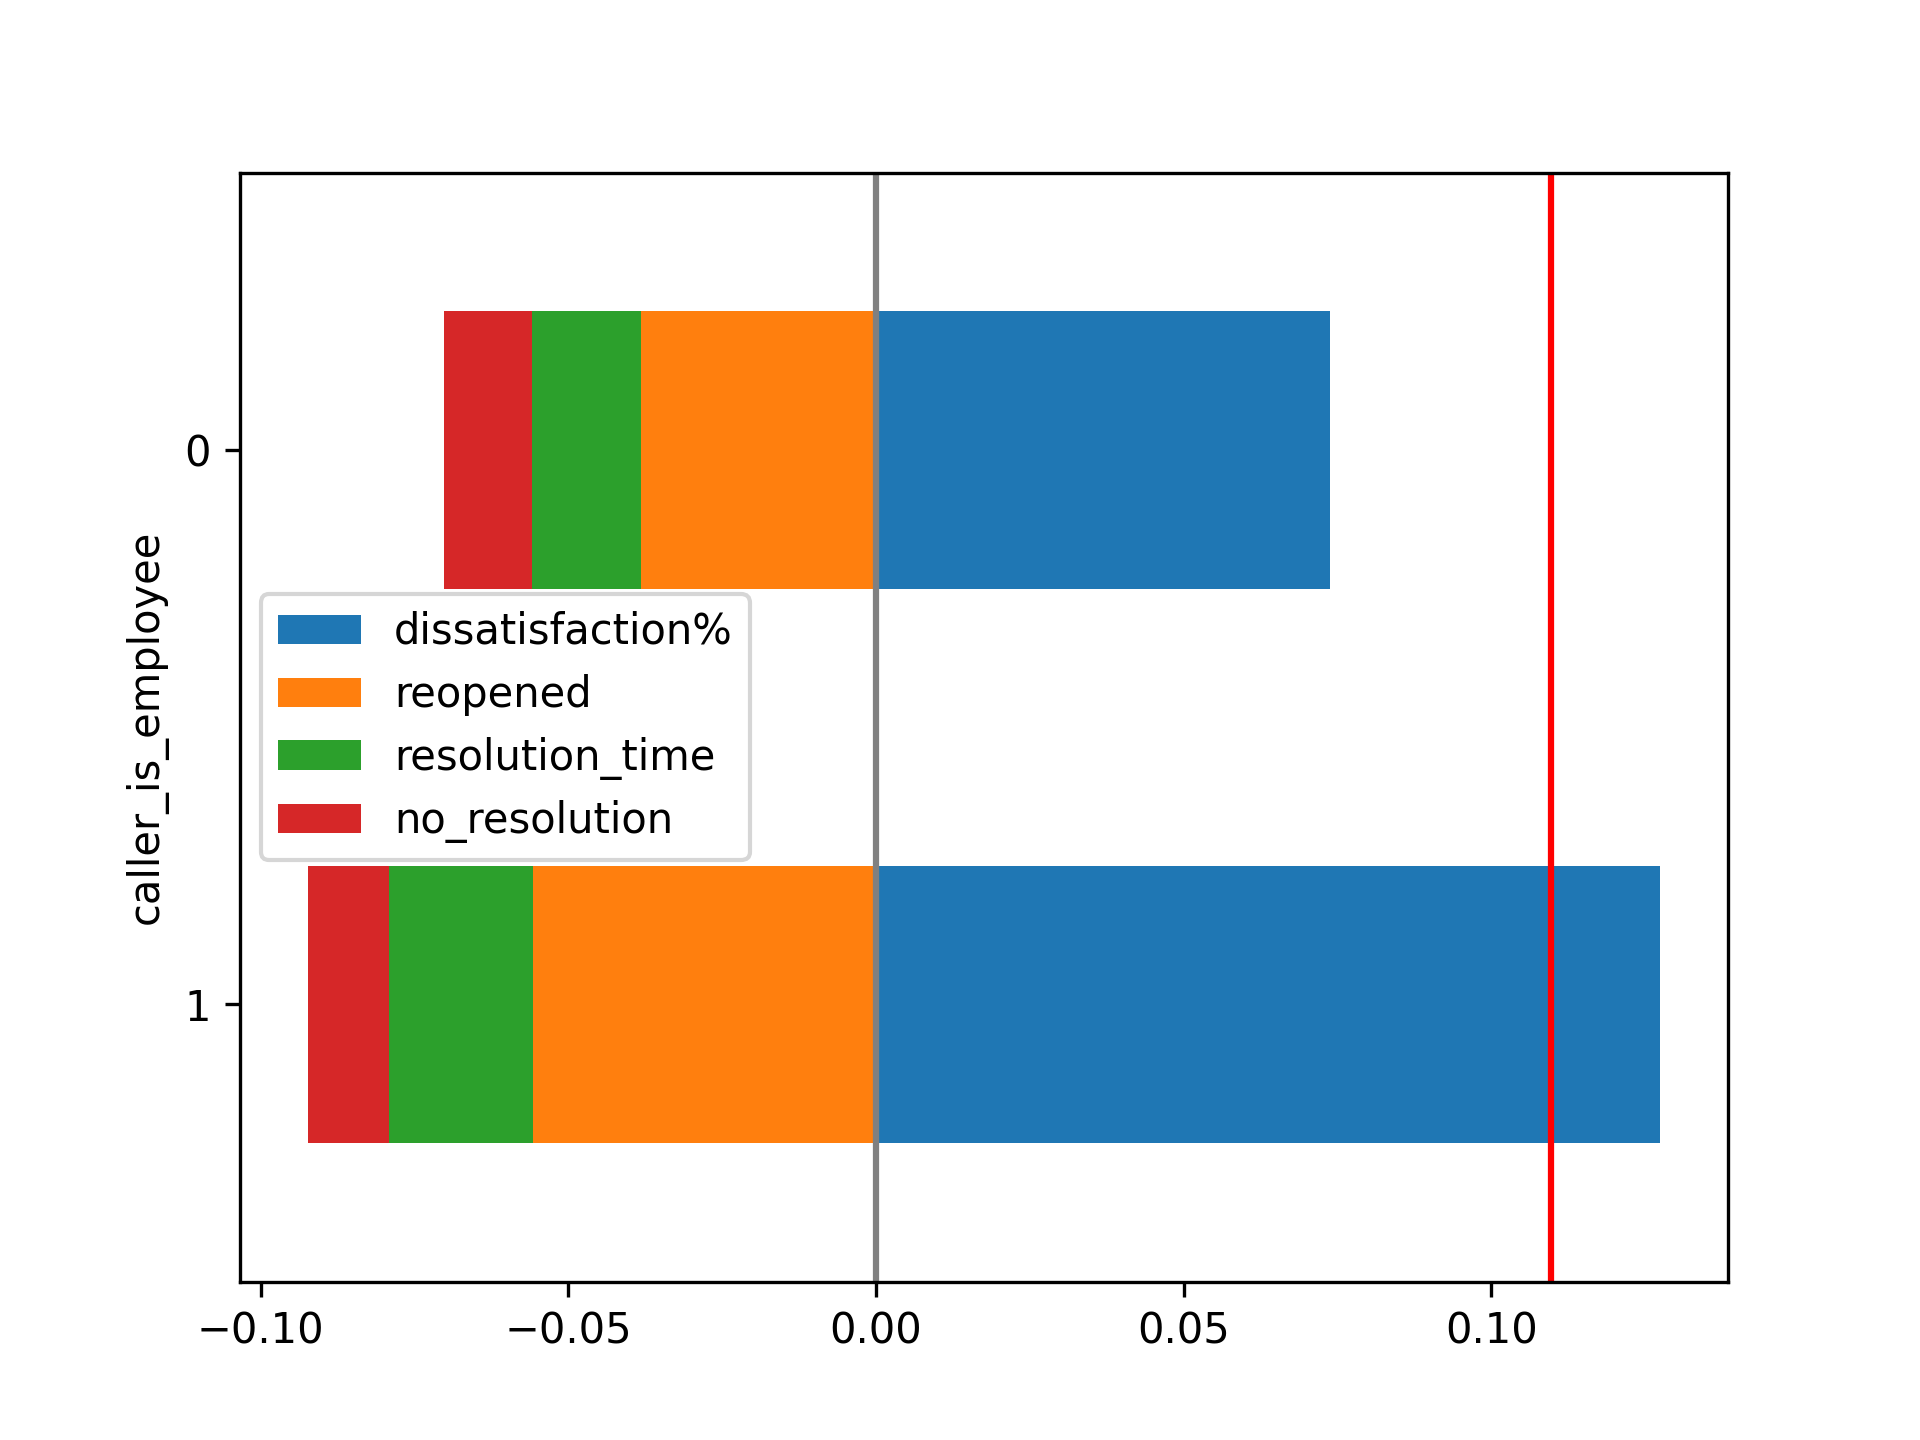 0
dissatisfaction%
reopened
resolution_time
no_resolution
caller_is_employee
1
−0.10 −0.05 0.00 0.05 0.10